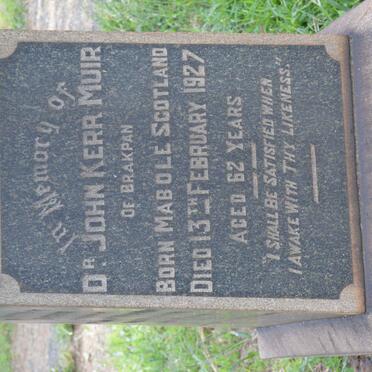 In Memory of
DR JOHN KERR MUIR
OF BRAKPAN
BORN MABOLE SCOTLAND
DIED 13TH FEBRUARY 1927
AGED 62 YEARS
"I SHALL BE SATISFIED WHEN
I AWAKE WITH THY LIKENESS."